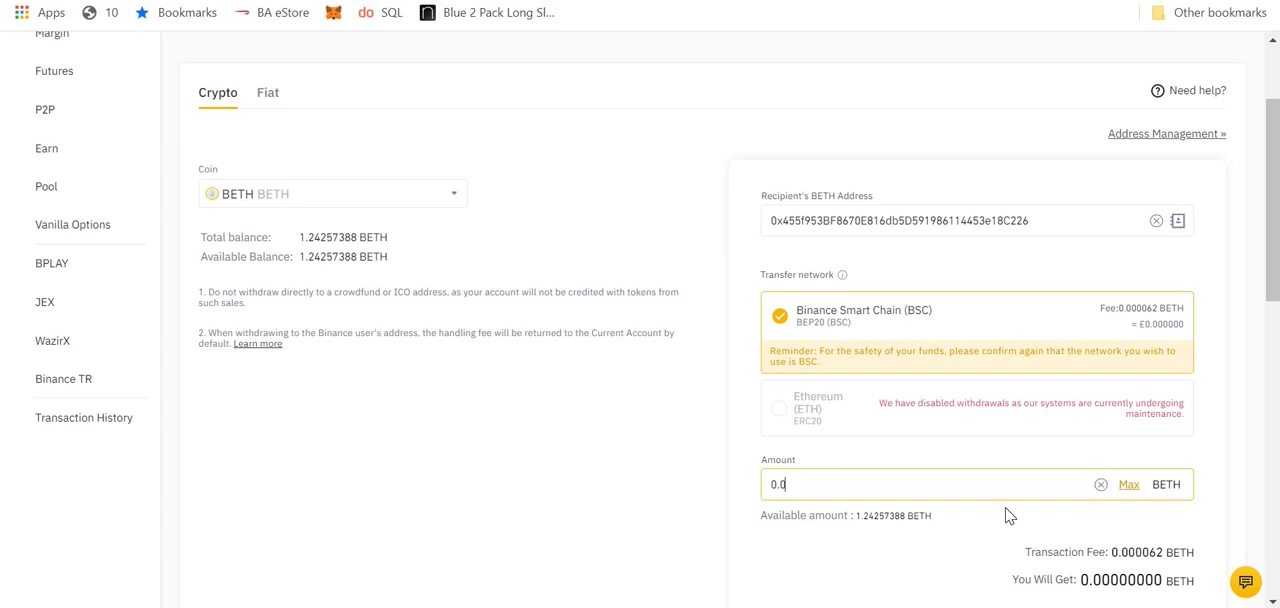 Apps
10
Bookmarks
BA eStore
do SQL
n Blue 2 Pack Long Sl...
Other bookmarks
Margin
Futures
P2P
Earn
Pool
Vanilla Options
BPLAY
JEX
WazirX
Binance TR
Transaction History
Crypto Fiat
Need help?
Address Management »
Coin
BETH BETH
Total balance: 1.24257388 BETH
Available Balance: 1.24257388 BETH
1. Do not withdraw directly to a crowdfund or ICO address, as your account will not be credited with tokens from
such sales.
2. When withdrawing to the Binance user's address, the handling fee will be returned to the Current Account by
default. Learn more
Recipient's BETH Address
0x455f953BF8670E816db5D591986114453e18C226
Transfer network
Binance Smart Chain (BSC) Fee:0.000062 BETH
BEP20 (BSC) ≈ £0.000000
Reminder: For the safety of your funds, please confirm again that the network you wish to
use is BSC.
Ethereum
(ETH)
ERC20
We have disabled withdrawals as our systems are currently undergoing
maintenance.
Amount
0.0 Max BETH
Available amount : 1.24257388 BETH
Transaction Fee: 0.000062 BETH
You Will Get: 0.00000000 BETH